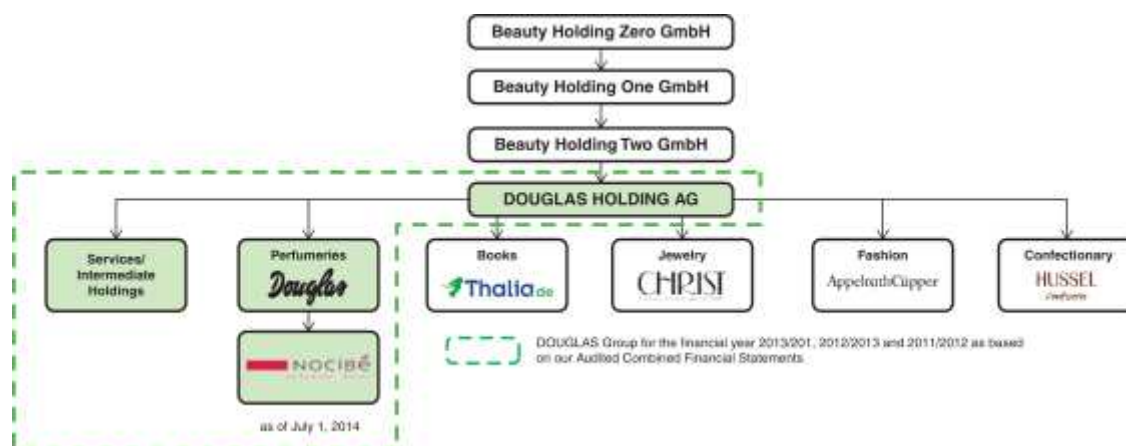 Beauty Holding Zero GmbH
Beauty Holding One GmbH
Beauty Holding Two GmbH
DOUGLAS HOLDING AG
Services/
Intermediate
Holdings
Perfumeries
Douglas
NOCIBÉ
as of July 1, 2014
Books
Thalia.de
Jewelry
CHRIST
Fashion
AppelrathCüpper
Confectionary
HUSSEL
DOUGLAS Group for the financial year 2013/201, 2012/2013 and 2011/2012 as based
on our Audited Combined Financial Statements